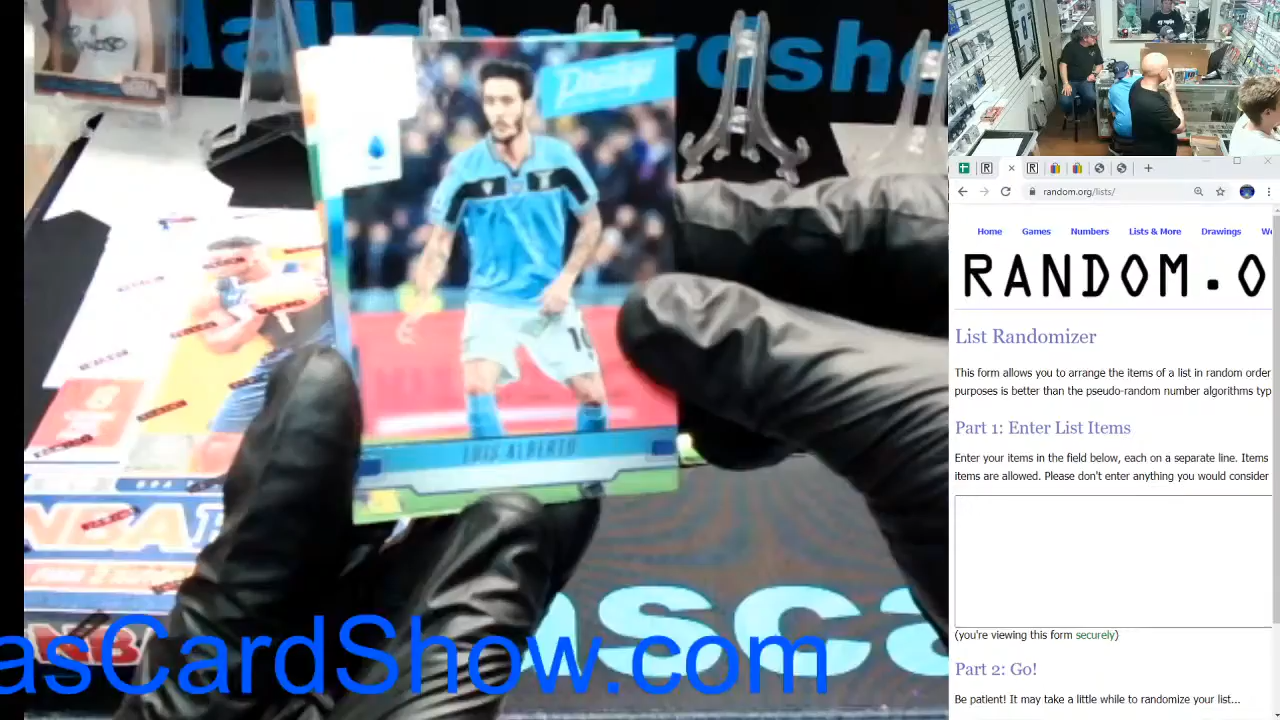 dallascardsho
Prestige
LUIS ALBERTO
10
NBA
asCardShow.com
asca
random.org/lists/
Home Games Numbers Lists & More Drawings
RANDOM.O
List Randomizer
This form allows you to arrange the items of a list in random order
purposes is better than the pseudo-random number algorithms typ
Part 1: Enter List Items
Enter your items in the field below, each on a separate line. Items
items are allowed. Please don't enter anything you would consider
(you're viewing this form securely)
Part 2: Go!
Be patient! It may take a little while to randomize your list...